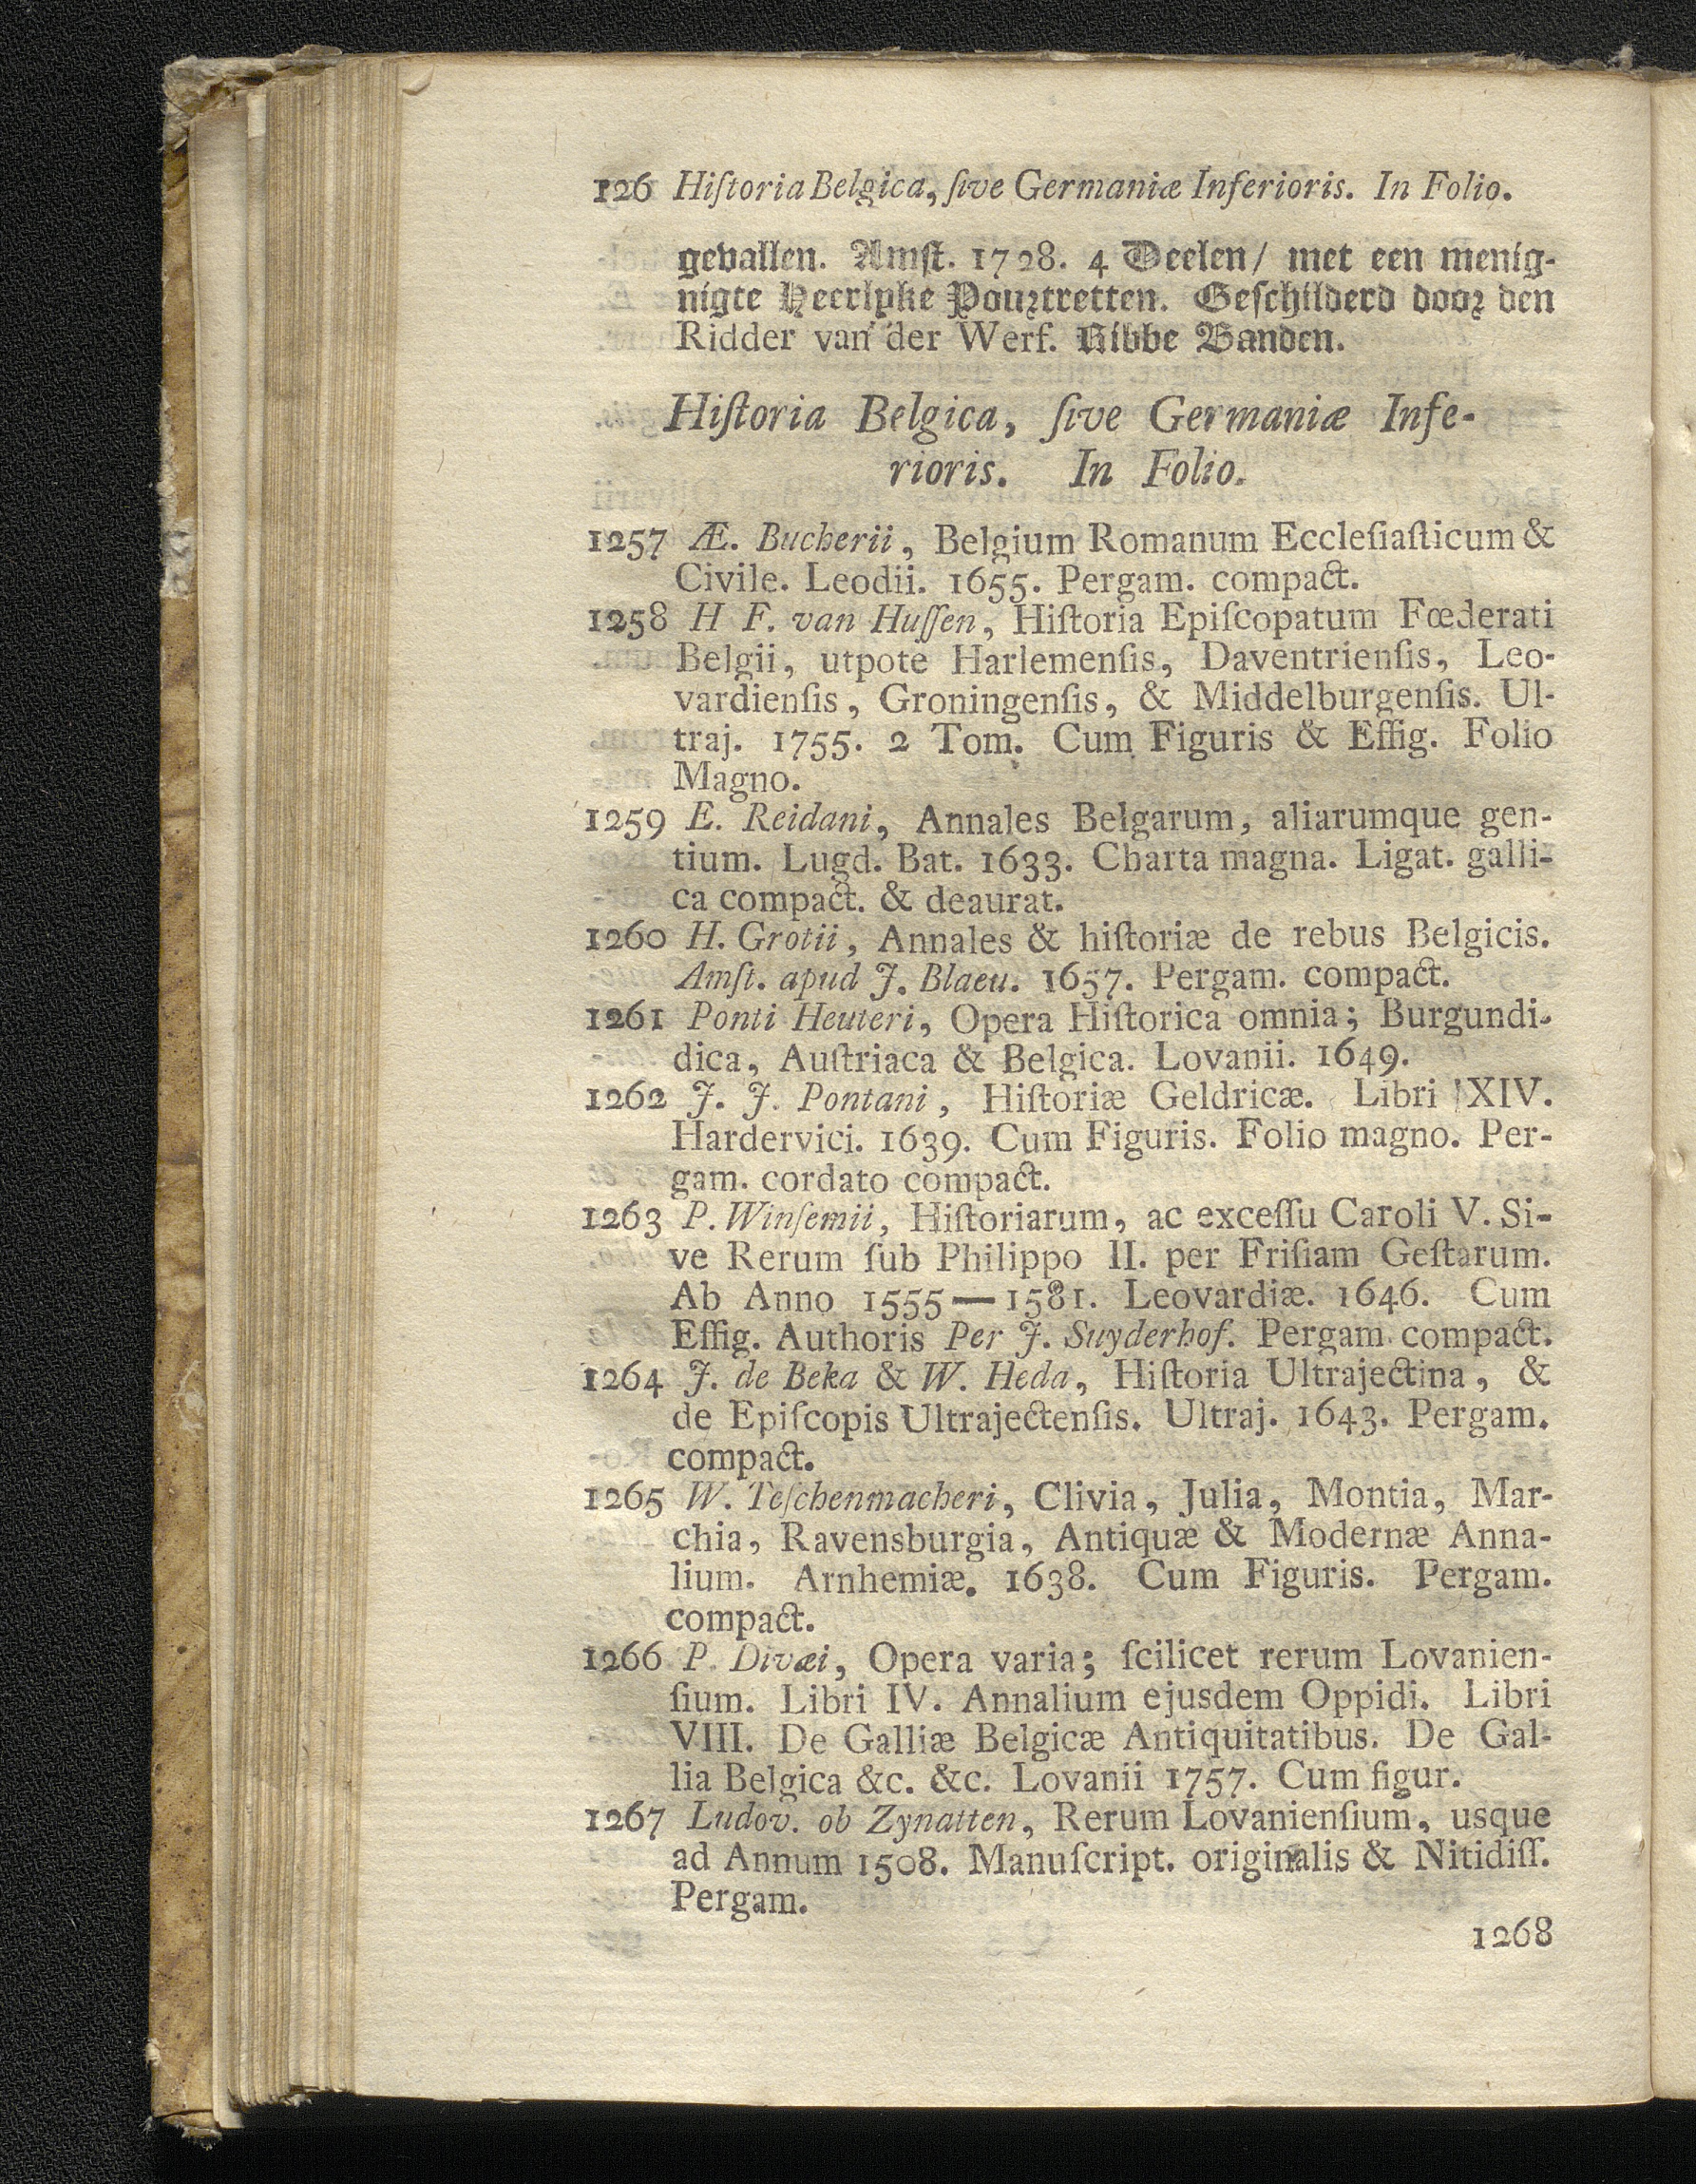 126 Hiſtoria Belgica, ſive Germaniæ Inferioris. In Folio.
gevallen. Amſt. 1728. 4 Deelen/ met een menig-
nigte Heerlyke Pourtretten. Geſchilderd door den
Ridder van der Werf. Ribbe Banden.
Hiſtoria Belgica, ſive Germaniæ Infe-
rioris. In Folio.
1257 Æ. Bucherii, Belgium Romanum Eccleſiaſticum &
Civile. Leodii. 1655. Pergam. compact.
1258 H F. van Huſſen, Hiſtoria Epiſcopatum Fœderati
Belgii, utpote Harlemenſis, Daventrienſis, Leo-
vardienſis, Groningenſis, & Middelburgenſis. Ul-
traj. 1755. 2 Tom. Cum Figuris & Effig. Folio
Magno.
1259 E. Reidani, Annales Belgarum, aliarumque gen-
tium. Lugd. Bat. 1633. Charta magna. Ligat. galli-
ca compact. & deaurat.
1260 H. Grotii, Annales & hiſtoriæ de rebus Belgicis.
Amſt. apud J. Blaeu. 1657. Pergam. compact.
1261 Ponti Heuteri, Opera Hiſtorica omnia; Burgundi-
dica, Auſtriaca & Belgica. Lovanii. 1649.
1262 J. J. Pontani, Hiſtoriæ Geldricæ. Libri XIV.
Hardervici. 1639. Cum Figuris. Folio magno. Per-
gam. cordato compact.
1263 P. Winſemii, Hiſtoriarum, ac exceſſu Caroli V. Si-
ve Rerum ſub Philippo II. per Friſiam Geſtarum.
Ab Anno 1555—1581. Leovardiæ. 1646. Cum
Effig. Authoris Per J. Suyderhof. Pergam. compact.
1264 J. de Beka & W. Heda, Hiſtoria Ultrajectina, &
de Epiſcopis Ultrajectenſis. Ultraj. 1643. Pergam.
compact.
1265 W. Teſchenmacheri, Clivia, Julia, Montia, Mar-
chia, Ravensburgia, Antiquæ & Modernæ Anna-
lium. Arnhemiæ. 1638. Cum Figuris. Pergam.
compact.
1266 P. Divæi, Opera varia; ſcilicet rerum Lovanien-
ſium. Libri IV. Annalium ejusdem Oppidi. Libri
VIII. De Galliæ Belgicæ Antiquitatibus. De Gal-
lia Belgica &c. &c. Lovanii 1757. Cum figur.
1267 Ludov. ob Zynatten, Rerum Lovanienſium, usque
ad Annum 1508. Manuſcript. originalis & Nitidiſſ.
Pergam.
1268